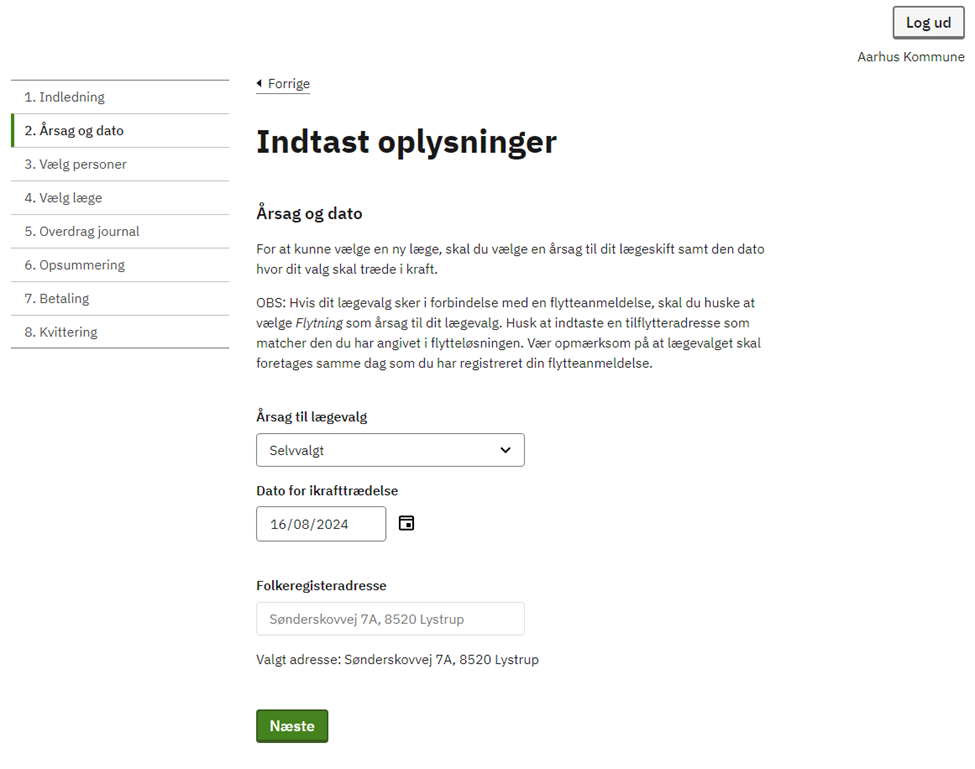 Log ud
Aarhus Kommune
1. Indledning
2. Årsag og dato
3. Vælg personer
4. Vælg læge
5. Overdrag journal
6. Opsummering
7. Betaling
8. Kvittering
Forrige
Indtast oplysninger
Årsag og dato
For at kunne vælge en ny læge, skal du vælge en årsag til dit lægeskift samt den dato
hvor dit valg skal træde i kraft.
OBS: Hvis dit lægevalg sker i forbindelse med en flytteanmeldelse, skal du huske at
vælge Flytning som årsag til dit lægevalg. Husk at indtaste en tilflytteradresse som
matcher den du har angivet i flytteløsningen. Vær opmærksom på at lægevalget skal
foretages samme dag som du har registreret din flytteanmeldelse.
Årsag til lægevalg
Selvvalgt
Dato for ikrafttrædelse
16/08/2024
Folkeregisteradresse
Sønderskovvej 7A, 8520 Lystrup
Valgt adresse: Sønderskovvej 7A, 8520 Lystrup
Næste